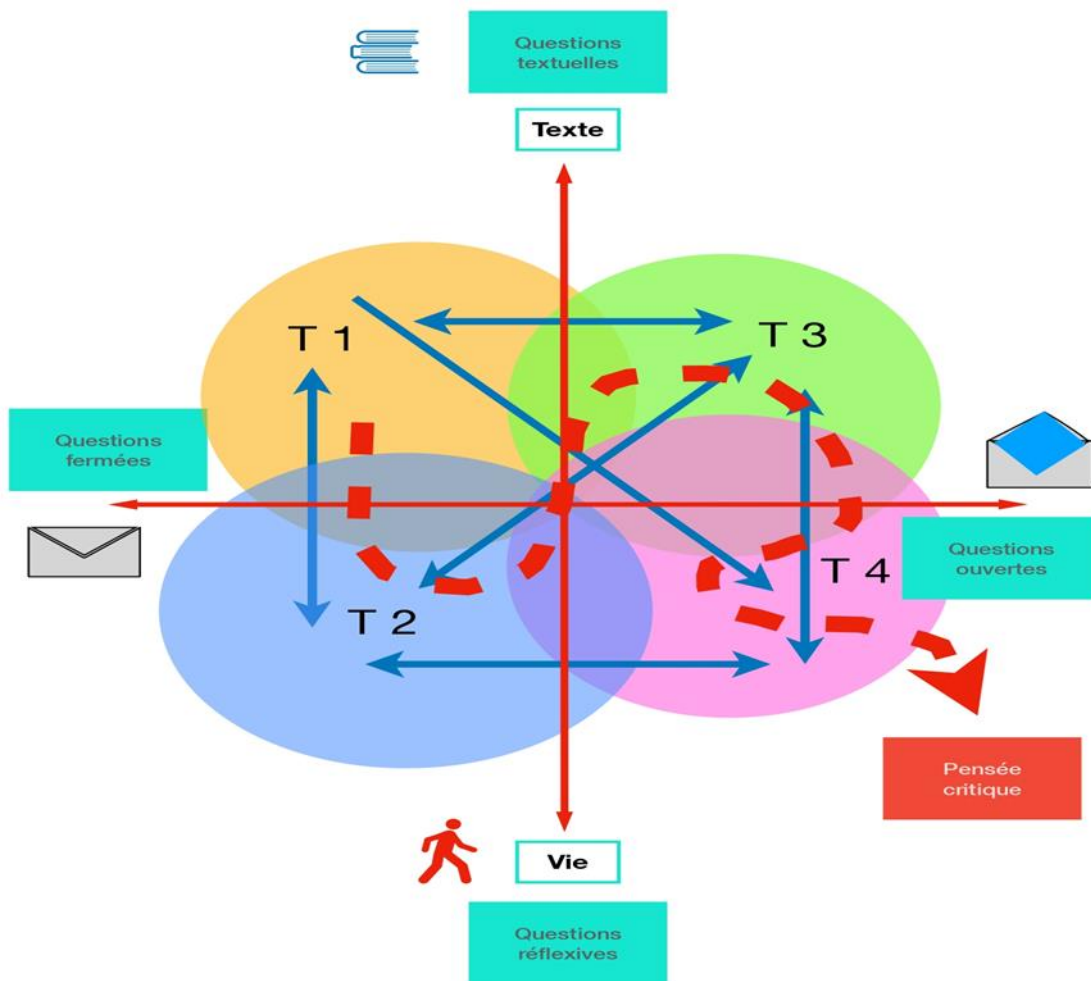 Questions
textuelles
Texte
T 1
T 3
Questions
fermées
Questions
ouvertes
T 4
T 2
Pensée
critique
Vie
Questions
réflexives